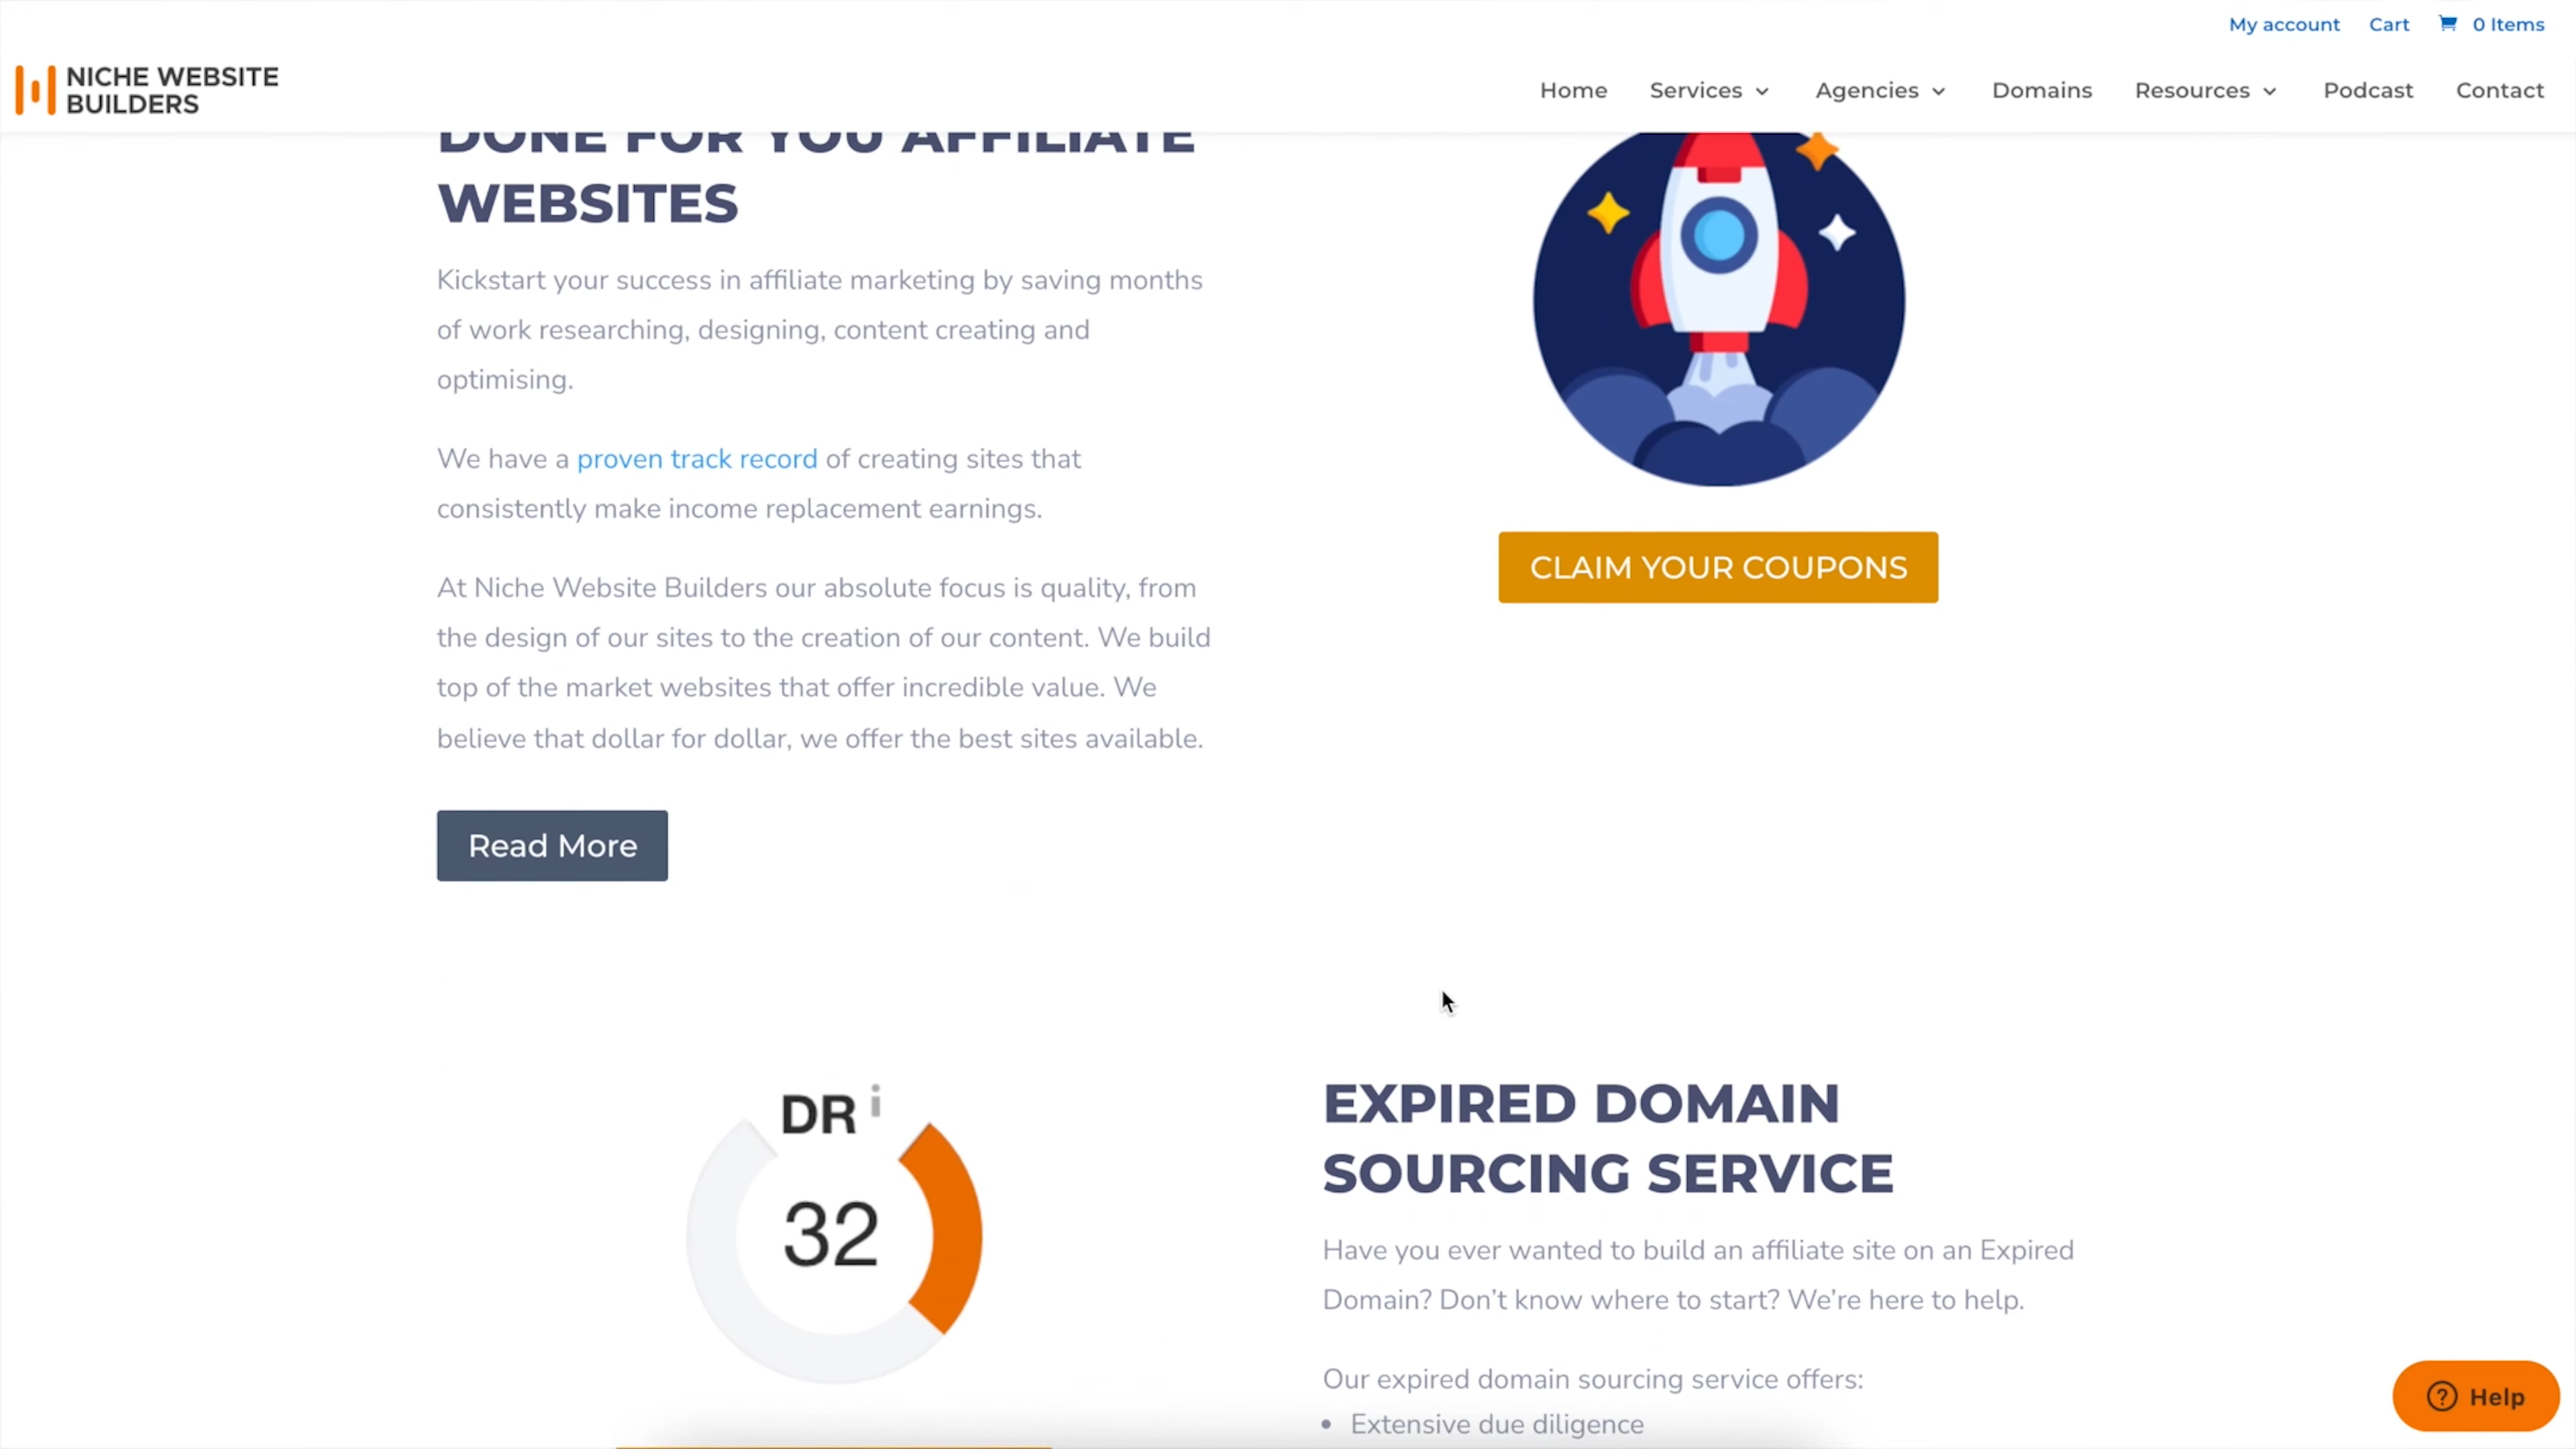 My account Cart 0 Items
NICHE WEBSITE
BUILDERS
Home Services Agencies Domains Resources Podcast Contact
DONE FOR YOU AFFILIATE
WEBSITES
Kickstart your success in affiliate marketing by saving months
of work researching, designing, content creating and
optimising.
We have a proven track record of creating sites that
consistently make income replacement earnings.
At Niche Website Builders our absolute focus is quality, from
the design of our sites to the creation of our content. We build
top of the market websites that offer incredible value. We
believe that dollar for dollar, we offer the best sites available.
Read More
CLAIM YOUR COUPONS
DR i
32
EXPIRED DOMAIN
SOURCING SERVICE
Have you ever wanted to build an affiliate site on an Expired
Domain? Don’t know where to start? We’re here to help.
Our expired domain sourcing service offers:
• Extensive due diligence
? Help